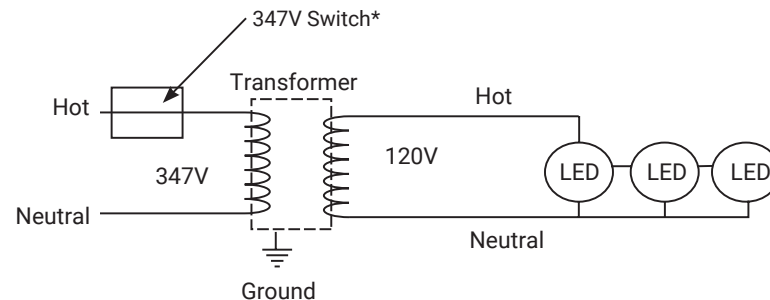 347V Switch*
Transformer
Hot
Hot
347V
120V
LED
LED
LED
Neutral
Neutral
Ground